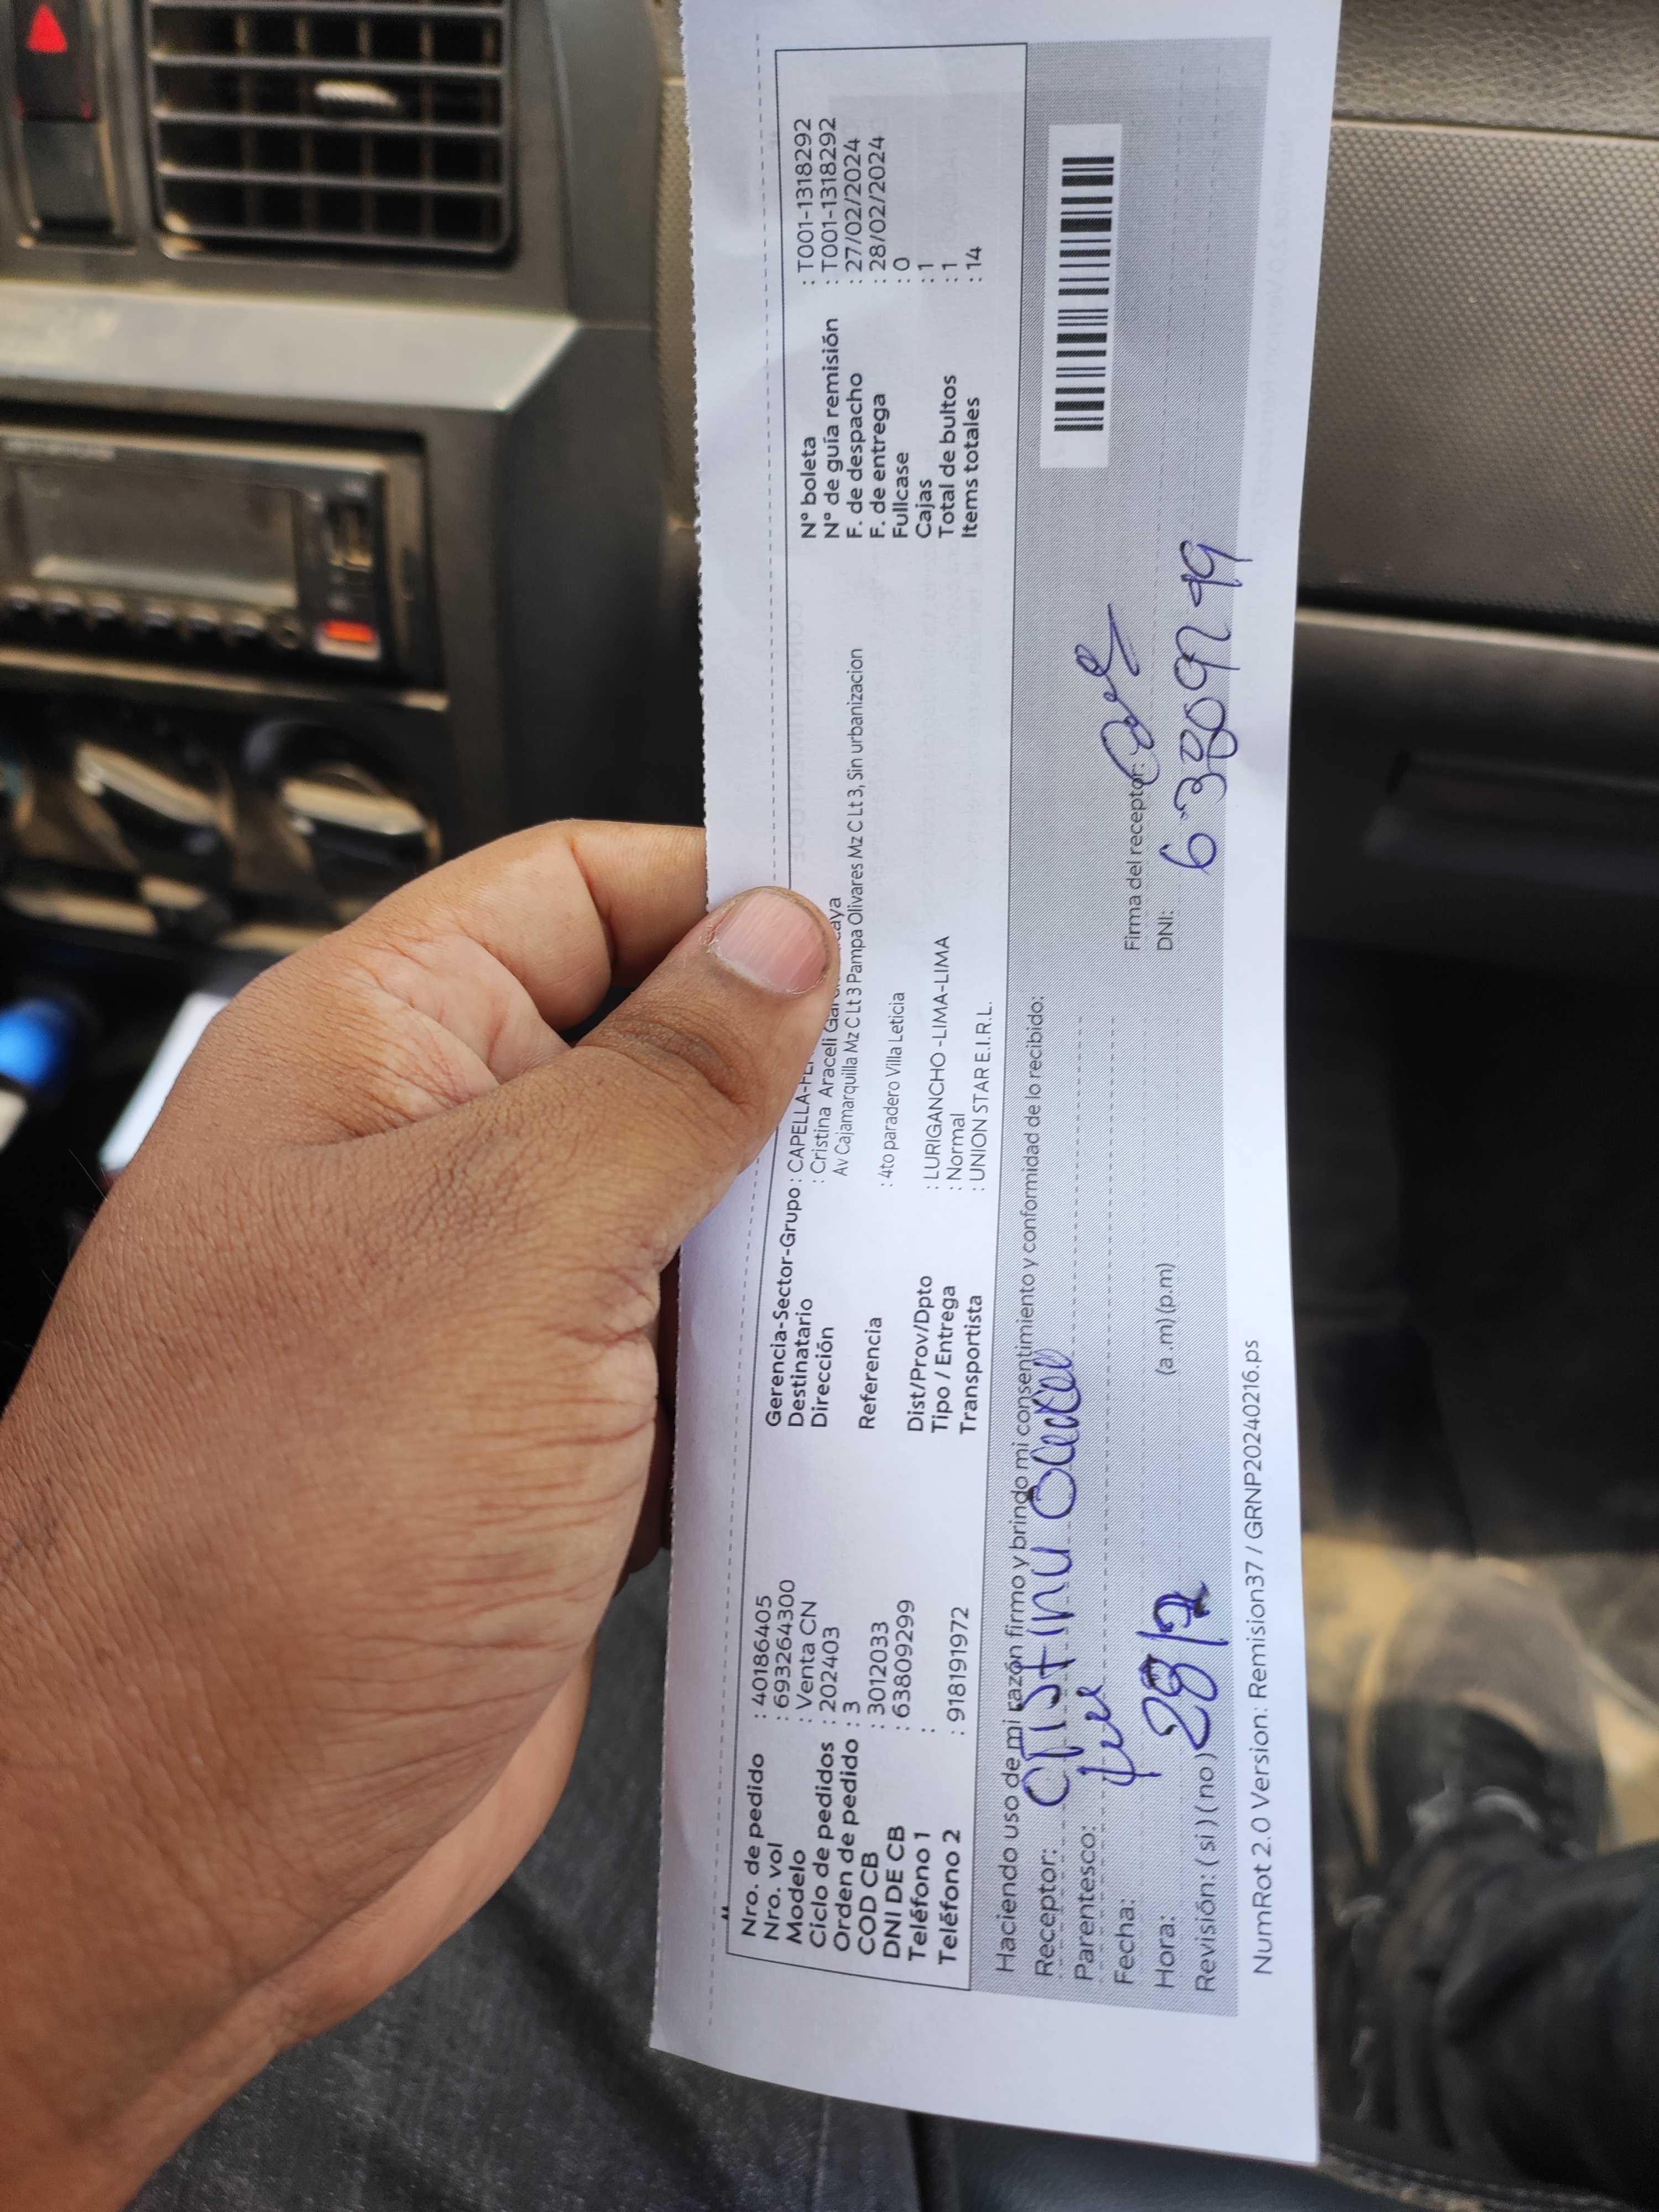 Nro. de pedido : 40186405
Nro. vol : 693264300
Modelo : Venta CN
Ciclo de pedidos : 202403
Orden de pedido : 3
COD CB : 3012033
DNI DE CB : 63809299
Teléfono 1 :
Teléfono 2 : 918191972
Gerencia-Sector-Grupo : CAPELLA-
Destinatario : Cristina Araceli
Dirección Av Cajamarquilla Mz C Lt 3 Pampa Olivares Mz C Lt 3, Sin urbanizacion
Referencia : 4to paradero Villa Leticia
Dist/Prov/Dpto : LURIGANCHO -LIMA-LIMA
Tipo / Entrega : Normal
Transportista : UNION STAR E.I.R.L.
N° boleta : T001-1318292
N° de guía remisión : T001-1318292
F. de despacho : 27/02/2024
F. de entrega : 28/02/2024
Fullcase : 0
Cajas : 1
Total de bultos : 1
Items totales : 14
Haciendo uso de mi razón firmo y brindo mi consentimiento y conformidad de lo recibido:
Receptor:
Parentesco:
Fecha: 28/2
Hora: (a.m) (p.m)
Revisión: ( si ) ( no )
Firma del receptor:
DNI:
NumRot 2.0 Version: Remision37 / GRNP20240216.ps